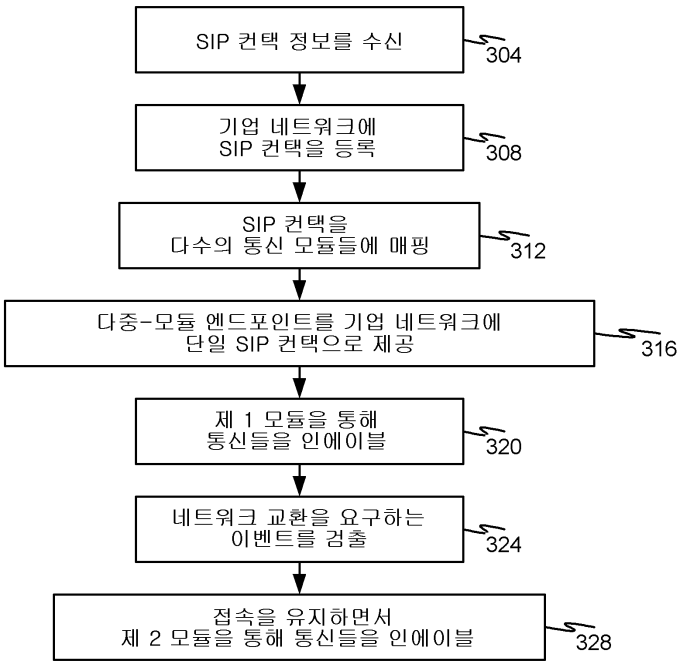 SIP 컨택 정보를 수신
304
기업 네트워크에
SIP 컨택을 등록
308
SIP 컨택을
다수의 통신 모듈들에 매핑
312
다중-모듈 엔드포인트를 기업 네트워크에
단일 SIP 컨택으로 제공
316
제 1 모듈을 통해
통신들을 인에이블
320
네트워크 교환을 요구하는
이벤트를 검출
324
접속을 유지하면서
제 2 모듈을 통해 통신들을 인에이블
328